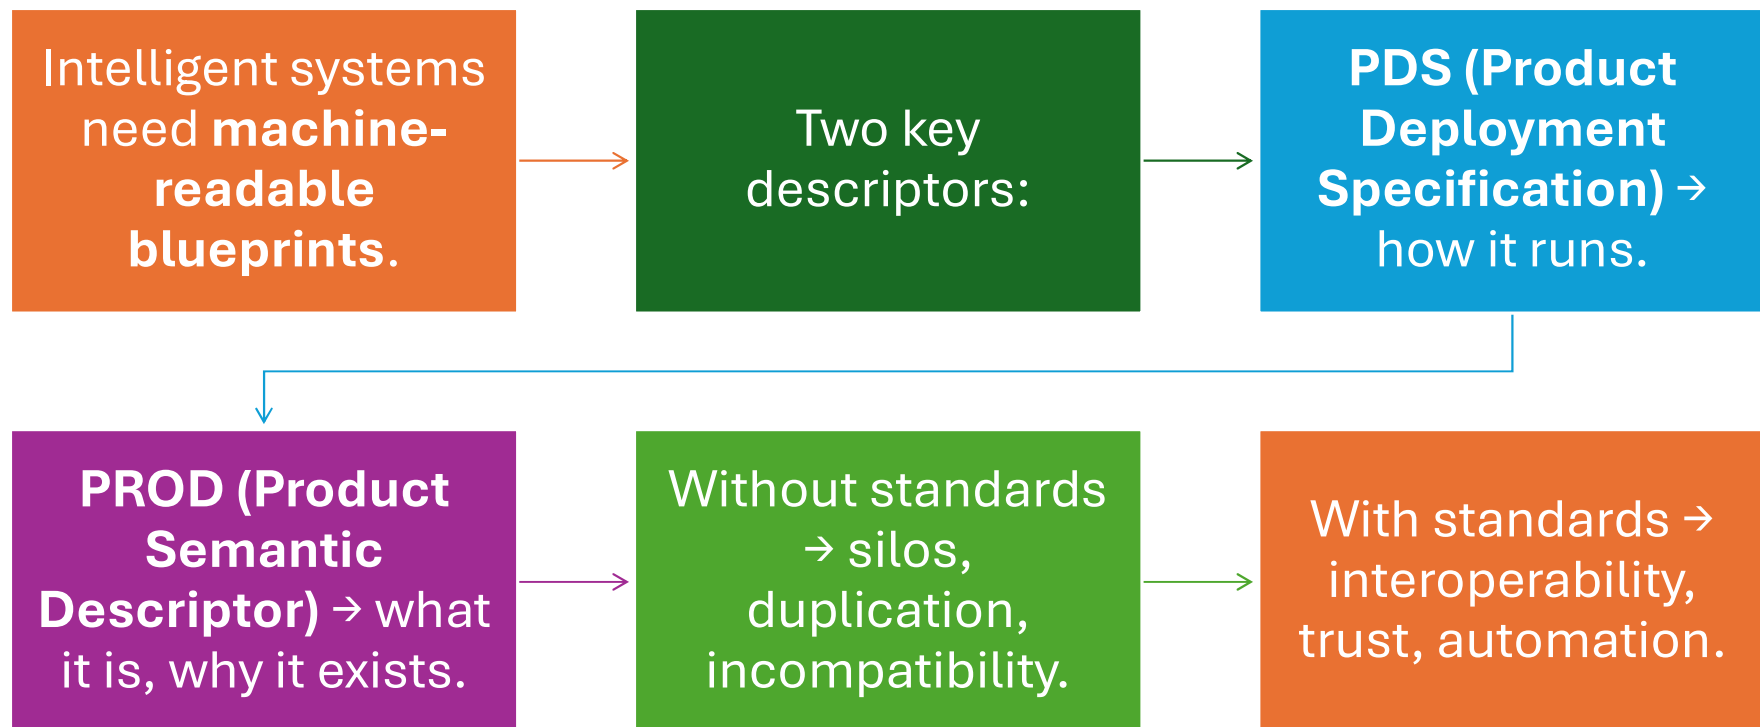 Intelligent systems
need machine-
readable
blueprints.
Two key
descriptors:
PDS (Product
Deployment
Specification) →
how it runs.
PROD (Product
Semantic
Descriptor) → what
it is, why it exists.
Without standards
→ silos,
duplication,
incompatibility.
With standards →
interoperability,
trust, automation.